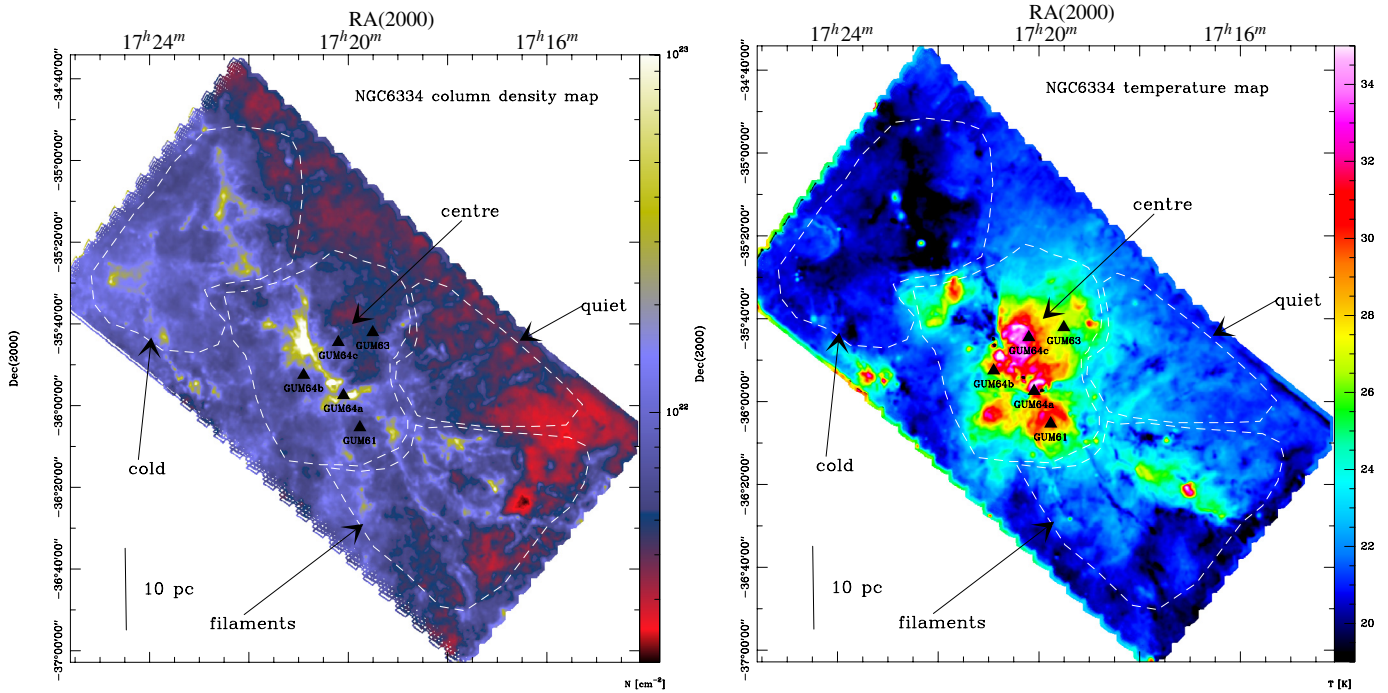 RA(2000)
17ʰ24ᵐ 17ʰ20ᵐ 17ʰ16ᵐ
NGC6334 column density map
10²³
10²²
-34°40'00"
-35°00'00"
-35°20'00"
-35°40'00"
-36°00'00"
-36°20'00"
-36°40'00"
-37°00'00"
Dec(2000)
centre
quiet
GUM63
GUM64c
GUM64b
GUM64a
GUM61
cold
10 pc
filaments
N [cm⁻²]
RA(2000)
17ʰ24ᵐ 17ʰ20ᵐ 17ʰ16ᵐ
NGC6334 temperature map
34
32
30
28
26
24
22
20
-34°40'00"
-35°00'00"
-35°20'00"
-35°40'00"
-36°00'00"
-36°20'00"
-36°40'00"
-37°00'00"
Dec(2000)
centre
quiet
GUM63
GUM64c
GUM64b
GUM64a
GUM61
cold
10 pc
filaments
T [K]